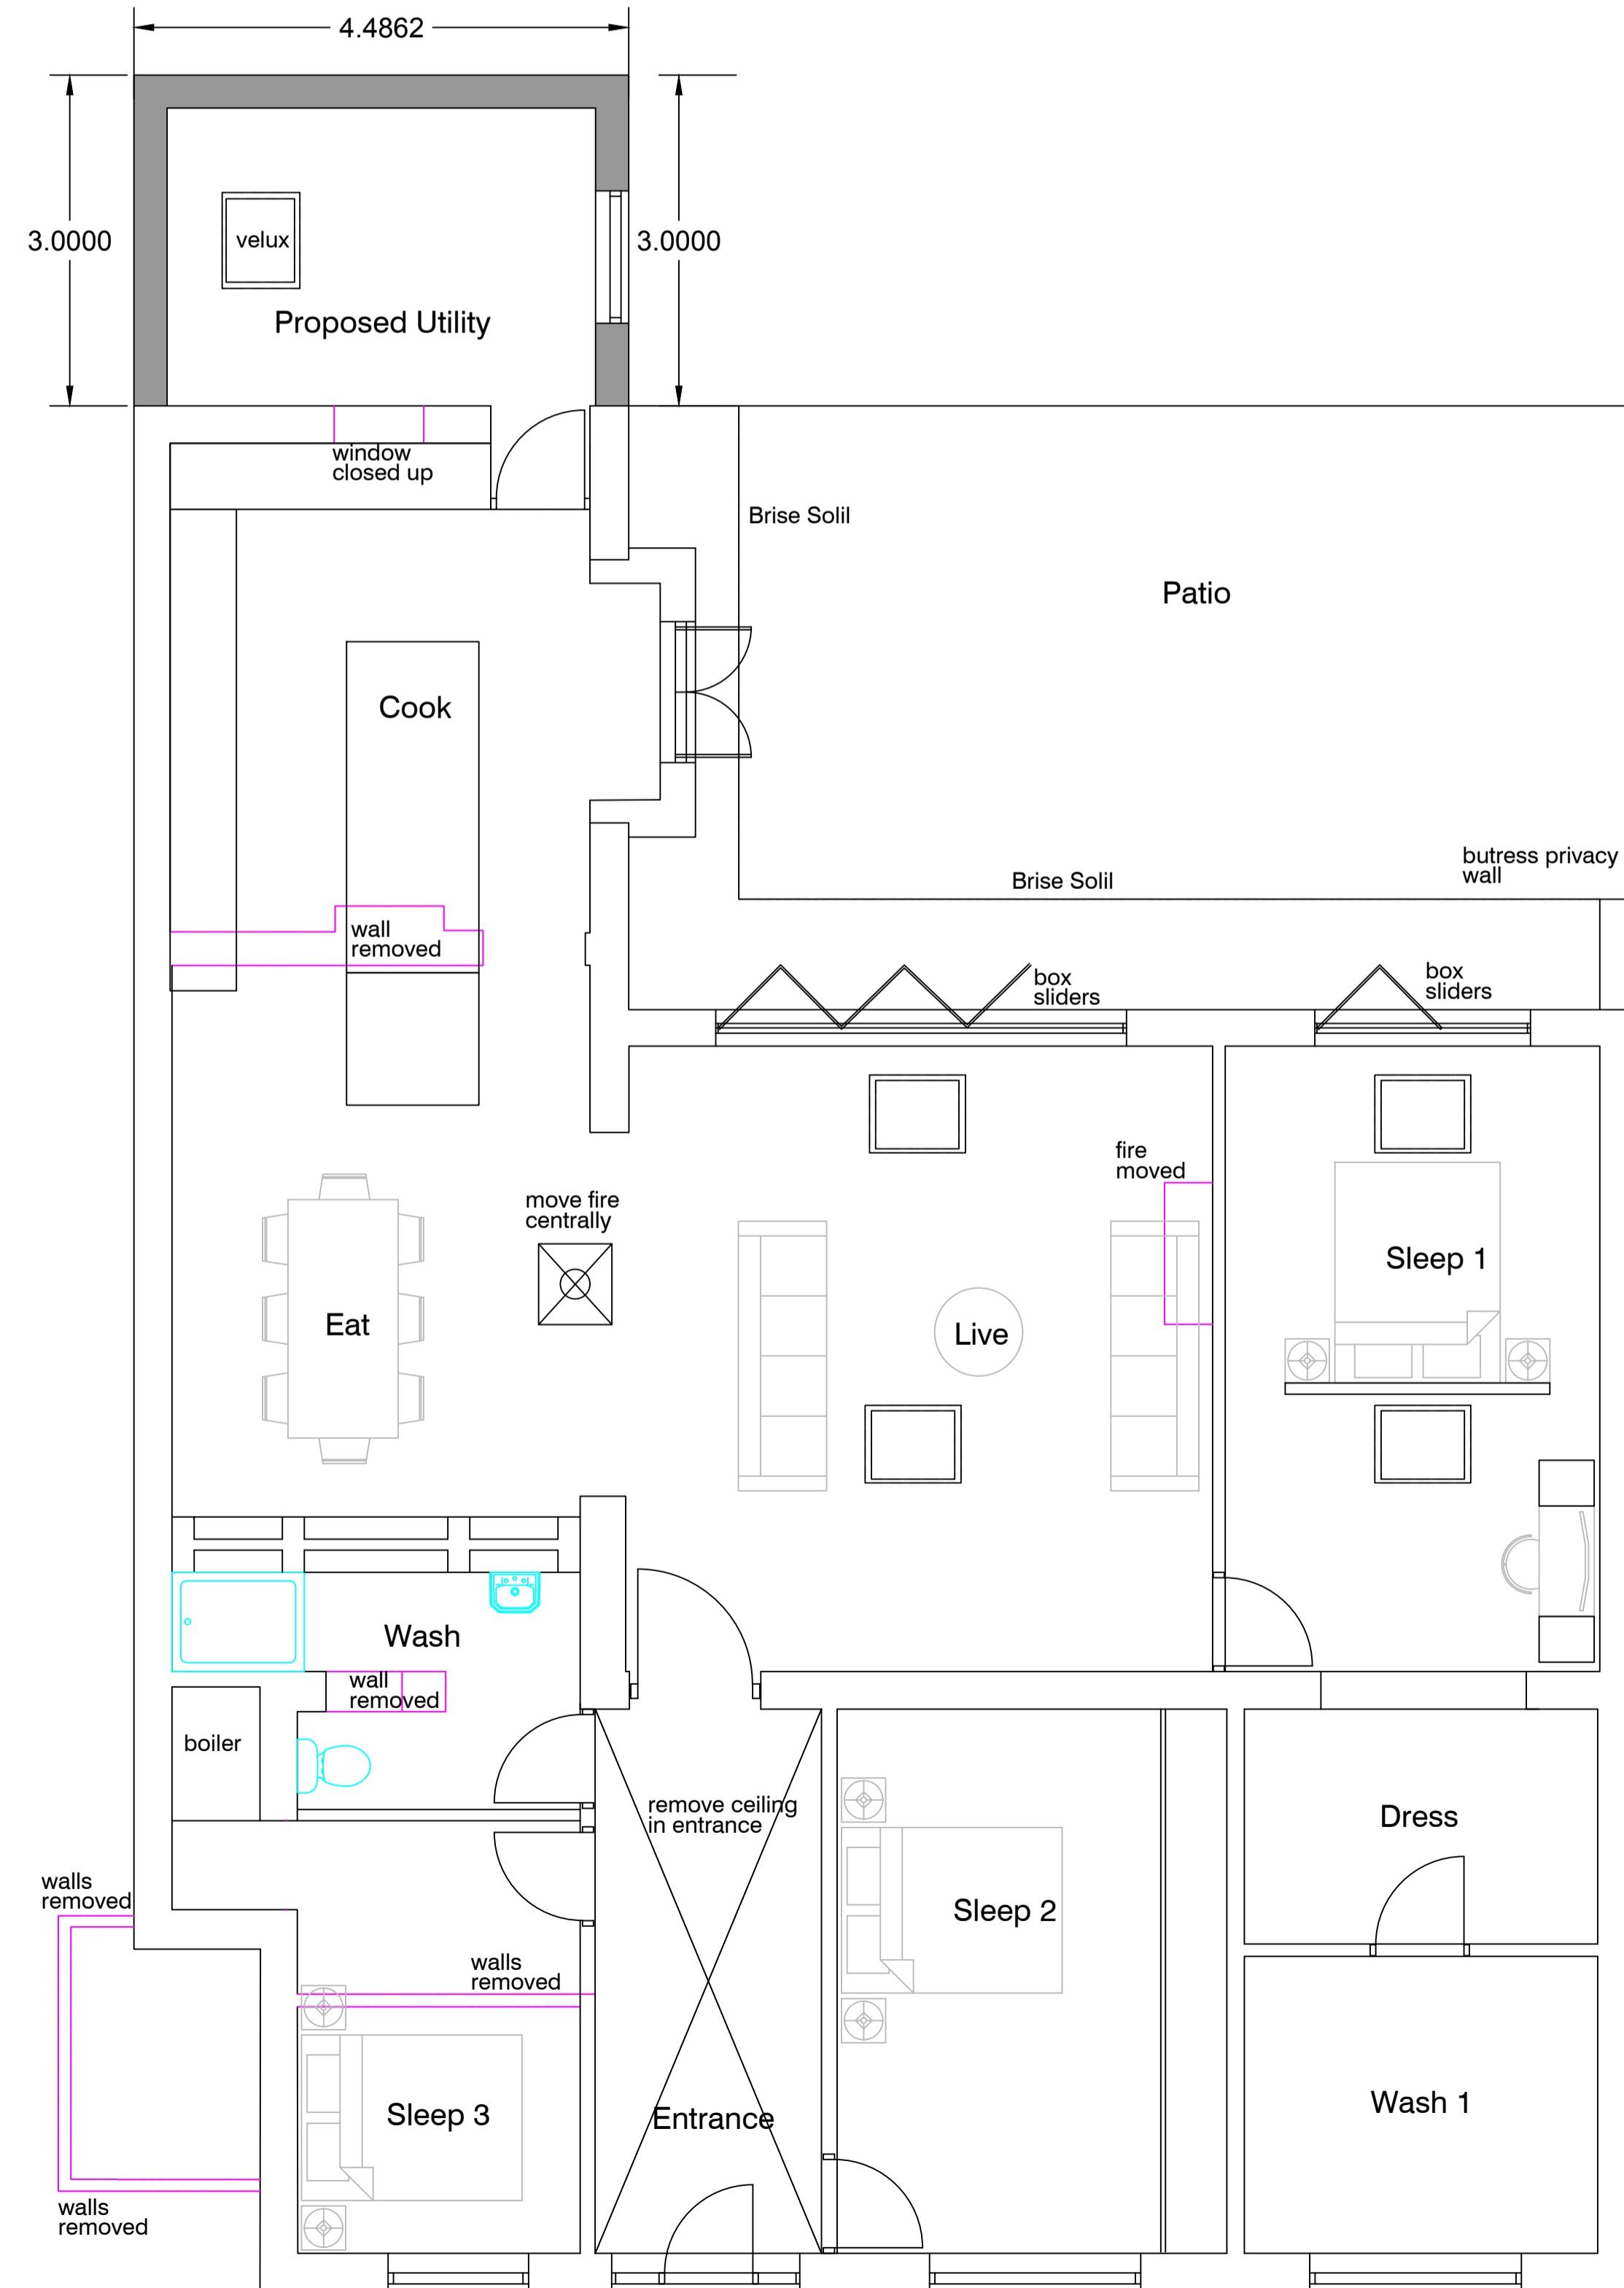 4.4862
3.0000
3.0000
velux
Proposed Utility
window
closed up
Brise Solil
Patio
Cook
butress privacy
wall
Brise Solil
wall
removed
box
sliders
box
sliders
fire
moved
move fire
centrally
Sleep 1
Eat
Live
Wash
wall
removed
boiler
remove ceiling
in entrance
Dress
walls
removed
Sleep 2
walls
removed
Sleep 3
Entrance
Wash 1
walls
removed